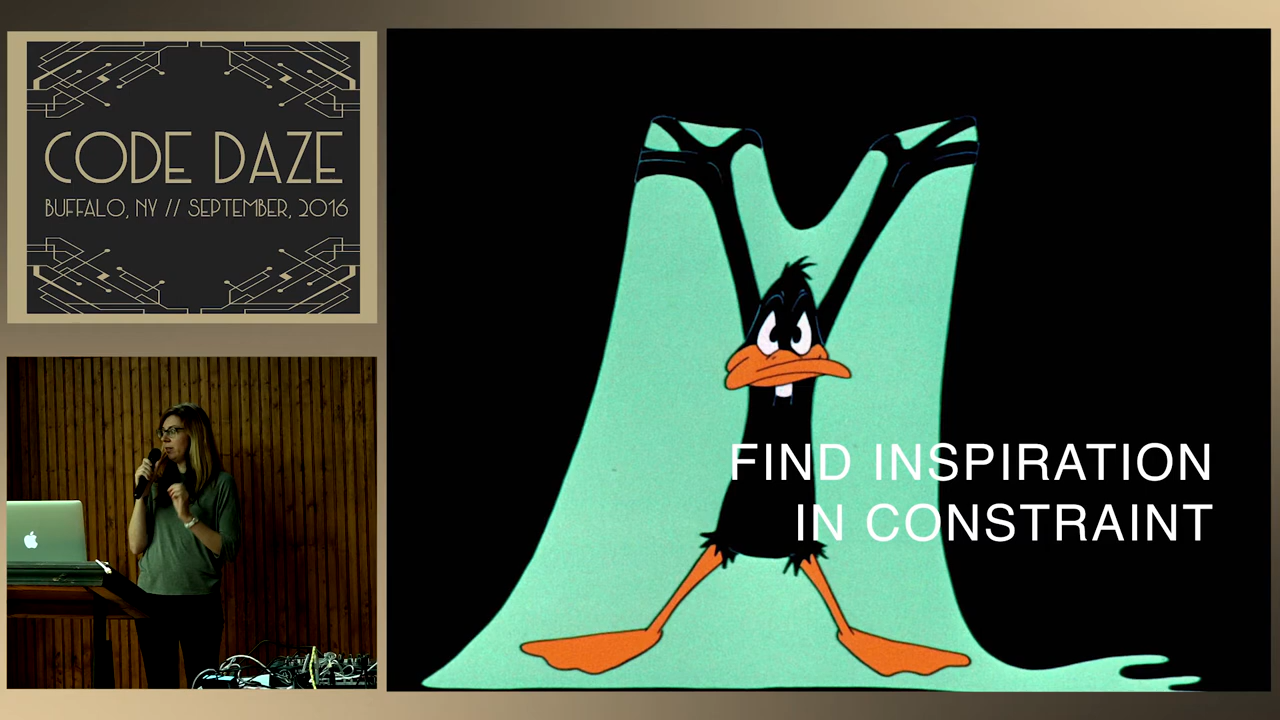 CODE DAZE
BUFFALO, NY // SEPTEMBER, 2016
FIND INSPIRATION
IN CONSTRAINT